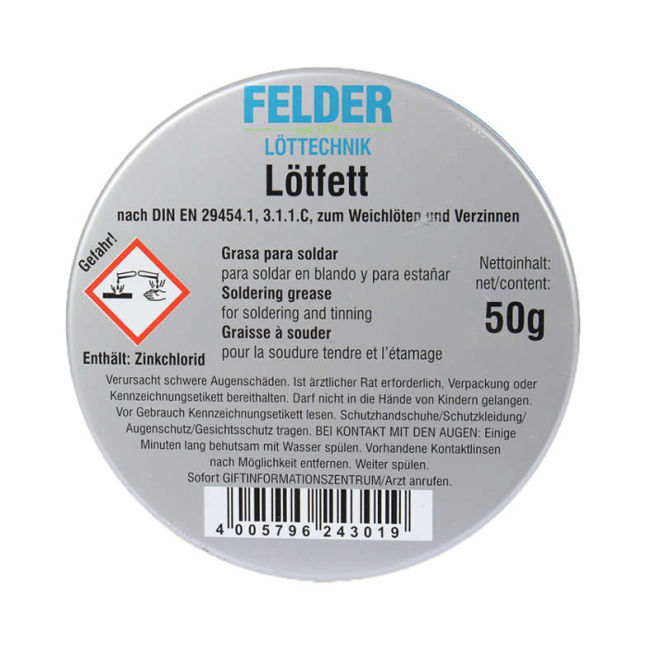 FELDER
LÖTTECHNIK
Lötfett
nach DIN EN 29454.1, 3.1.1.C, zum Weichlöten und Verzinnen
Gefahr!
Enthält: Zinkchlorid
Grasa para soldar
para soldar en blando y para estañar
Soldering grease
for soldering and tinning
Graisse à souder
pour la soudure tendre et l'étamage
Nettoinhalt:
net/content:
50g
Verursacht schwere Augenschäden. Ist ärztlicher Rat erforderlich, Verpackung oder
Kennzeichnungsetikett bereithalten. Darf nicht in die Hände von Kindern gelangen.
Vor Gebrauch Kennzeichnungsetikett lesen. Schutzhandschuhe/Schutzkleidung/
Augenschutz/Gesichtsschutz tragen. BEI KONTAKT MIT DEN AUGEN: Einige
Minuten lang behutsam mit Wasser spülen. Vorhandene Kontaktlinsen
nach Möglichkeit entfernen. Weiter spülen.
Sofort GIFTINFORMATIONSZENTRUM/Arzt anrufen.
4 005796 243019